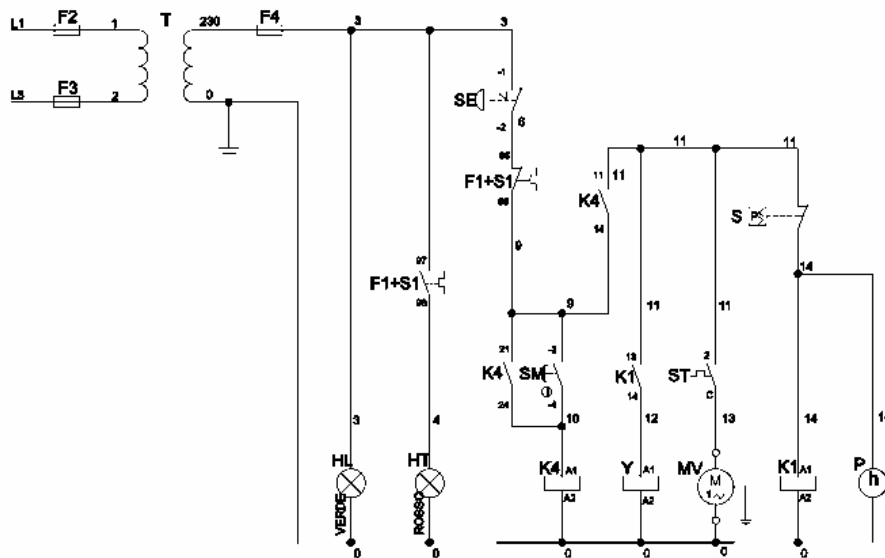 L1 F2 1 T 230 F4 3 3
L3 F3 2 0
-1
SE
6
-2
95
F1+S1
96
11 11
11 11
K4
14
S P
9
14
97
F1+S1
98
9
11 11
21 -3 13 2
K4 SM K1 ST
24 -4 14 C
3 4 10 12 13 14 14
HL HT K4 A1 Y A1 MV M 1~ K1 A1 P h
VERDE ROSSO A2 A2 A2
0 0 0 0 0 0 0